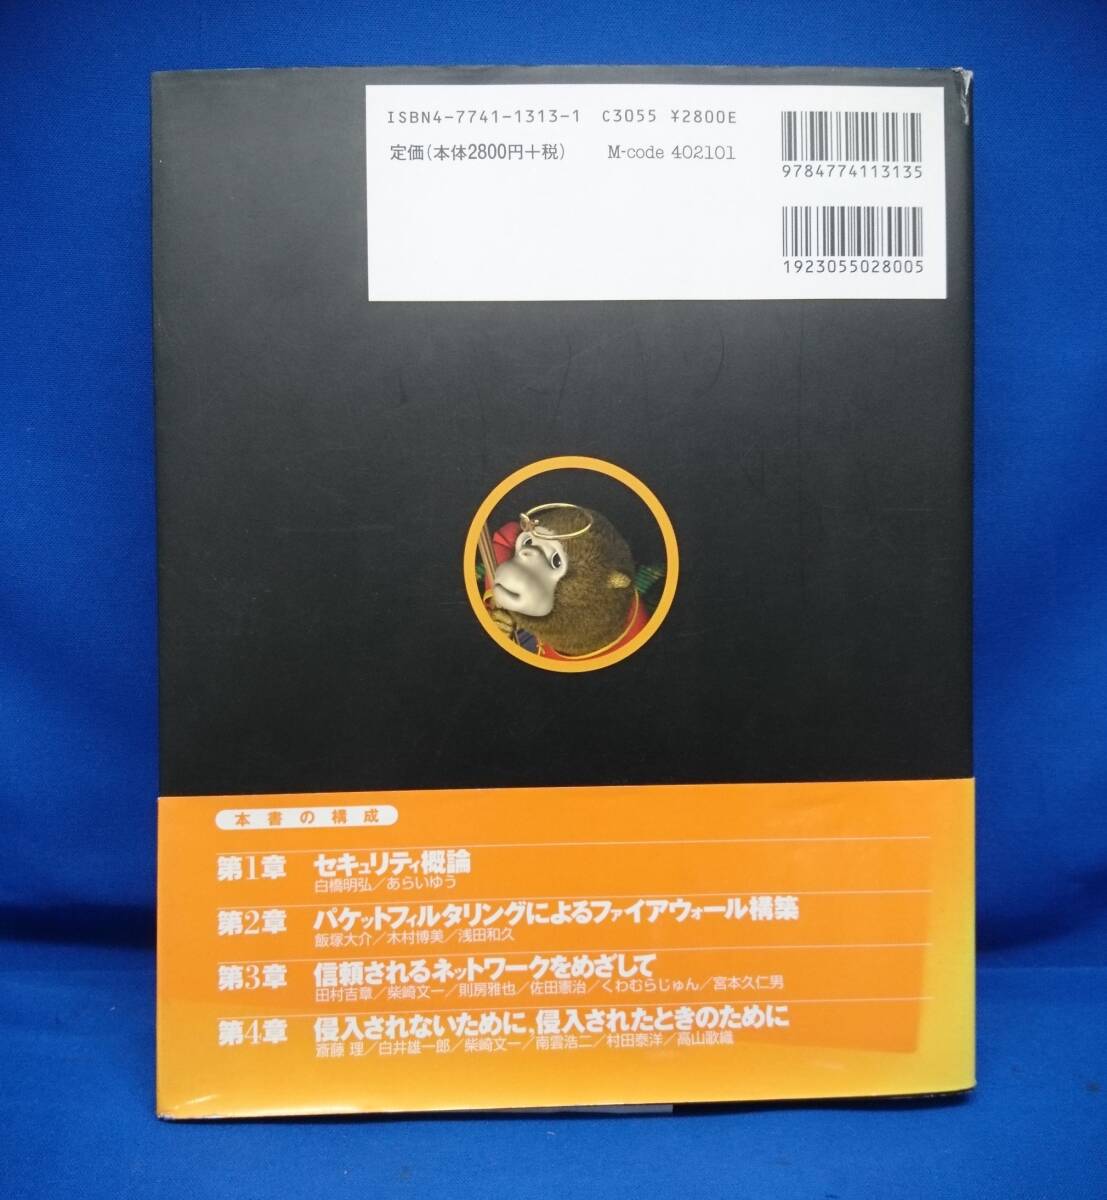 ISBN4-7741-1313-1 C3055 ¥2800E
定価(本体2800円+税) M-code 402101
9784774113135
1923055028005
本書の構成
第1章 セキュリティ概論
白橋明弘／あらいゆう
第2章 パケットフィルタリングによるファイアウォール構築
飯塚大介／木村博美／浅田和久
第3章 信頼されるネットワークをめざして
田村吉章／柴崎文一／則房雅也／佐田憲治／くわむらじゅん／宮本久仁男
第4章 侵入されないために,侵入されたときのために
斎藤 理／白井雄一郎／柴崎文一／南雲浩二／村田泰洋／高山歌織